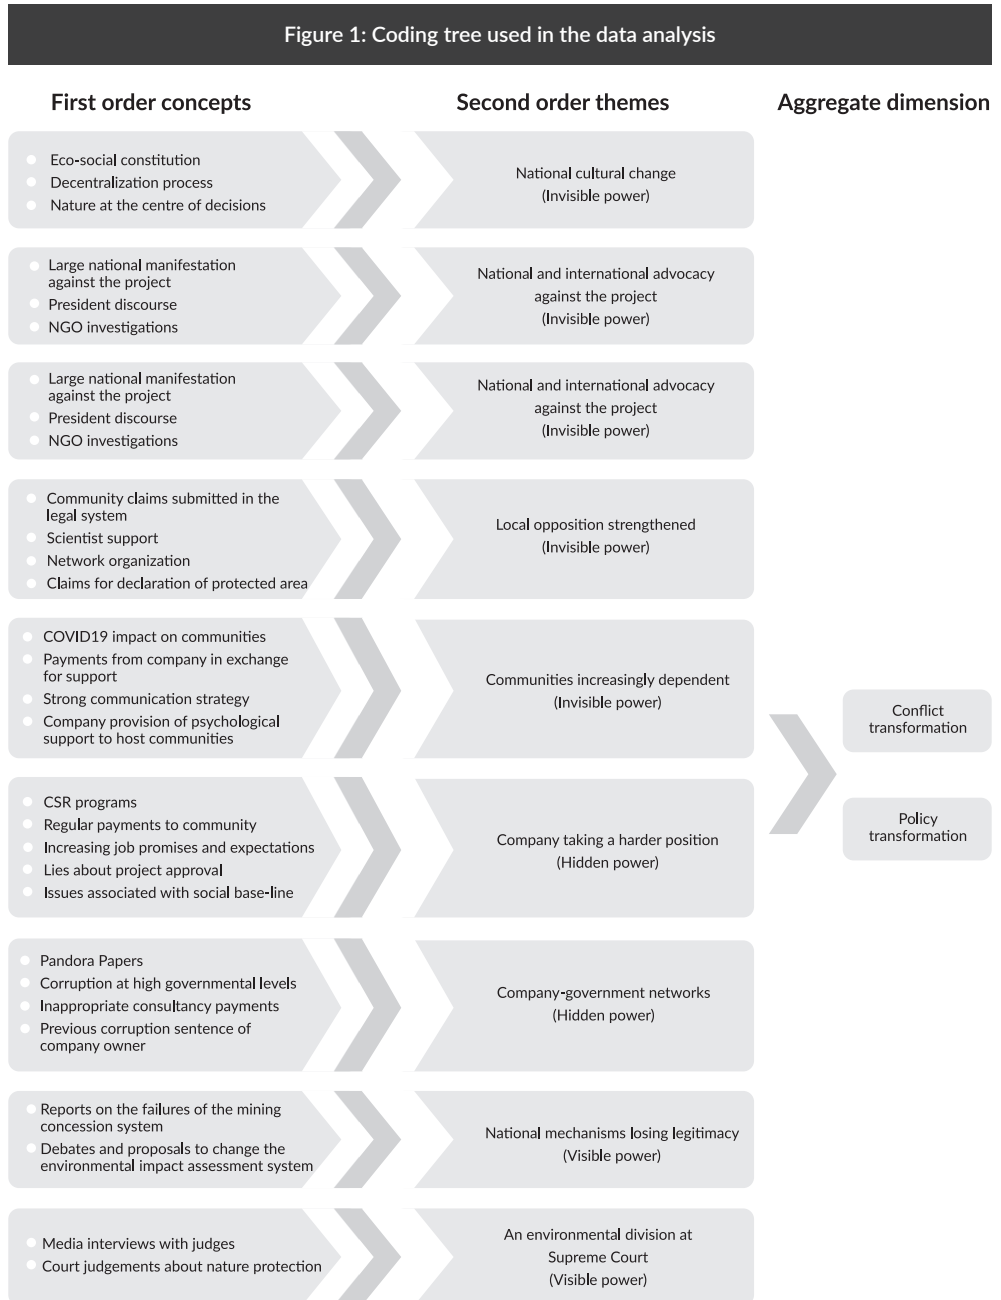 Figure 1: Coding tree used in the data analysis
First order concepts
Second order themes
Aggregate dimension
Eco-social constitution
Decentralization process
Nature at the centre of decisions
National cultural change
(Invisible power)
Large national manifestation
against the project
President discourse
NGO investigations
National and international advocacy
against the project
(Invisible power)
Large national manifestation
against the project
President discourse
NGO investigations
National and international advocacy
against the project
(Invisible power)
Community claims submitted in the
legal system
Scientist support
Network organization
Claims for declaration of protected area
Local opposition strengthened
(Invisible power)
COVID19 impact on communities
Payments from company in exchange
for support
Strong communication strategy
Company provision of psychological
support to host communities
Communities increasingly dependent
(Invisible power)
CSR programs
Regular payments to community
Increasing job promises and expectations
Lies about project approval
Issues associated with social base-line
Company taking a harder position
(Hidden power)
Pandora Papers
Corruption at high governmental levels
Inappropriate consultancy payments
Previous corruption sentence of
company owner
Company-government networks
(Hidden power)
Reports on the failures of the mining
concession system
Debates and proposals to change the
environmental impact assessment system
National mechanisms losing legitimacy
(Visible power)
Media interviews with judges
Court judgements about nature protection
An environmental division at
Supreme Court
(Visible power)
Conflict
transformation
Policy
transformation